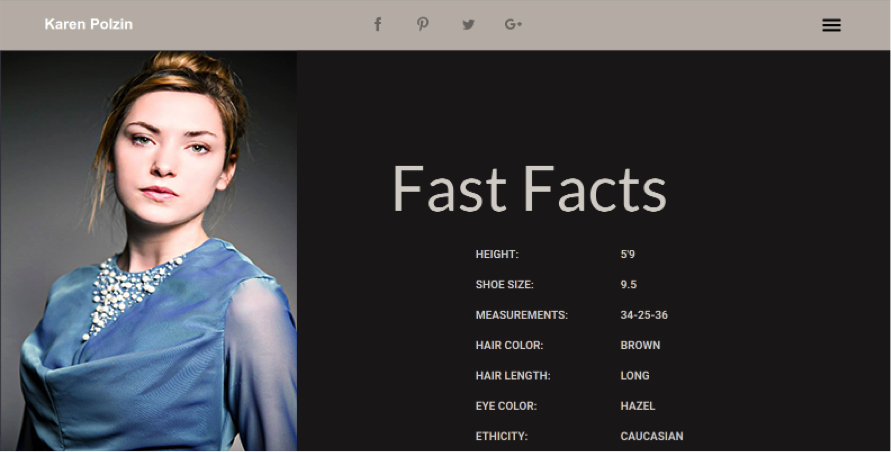 Karen Polzin
Fast Facts
HEIGHT: 5'9
SHOE SIZE: 9.5
MEASUREMENTS: 34-25-36
HAIR COLOR: BROWN
HAIR LENGTH: LONG
EYE COLOR: HAZEL
ETHICITY: CAUCASIAN